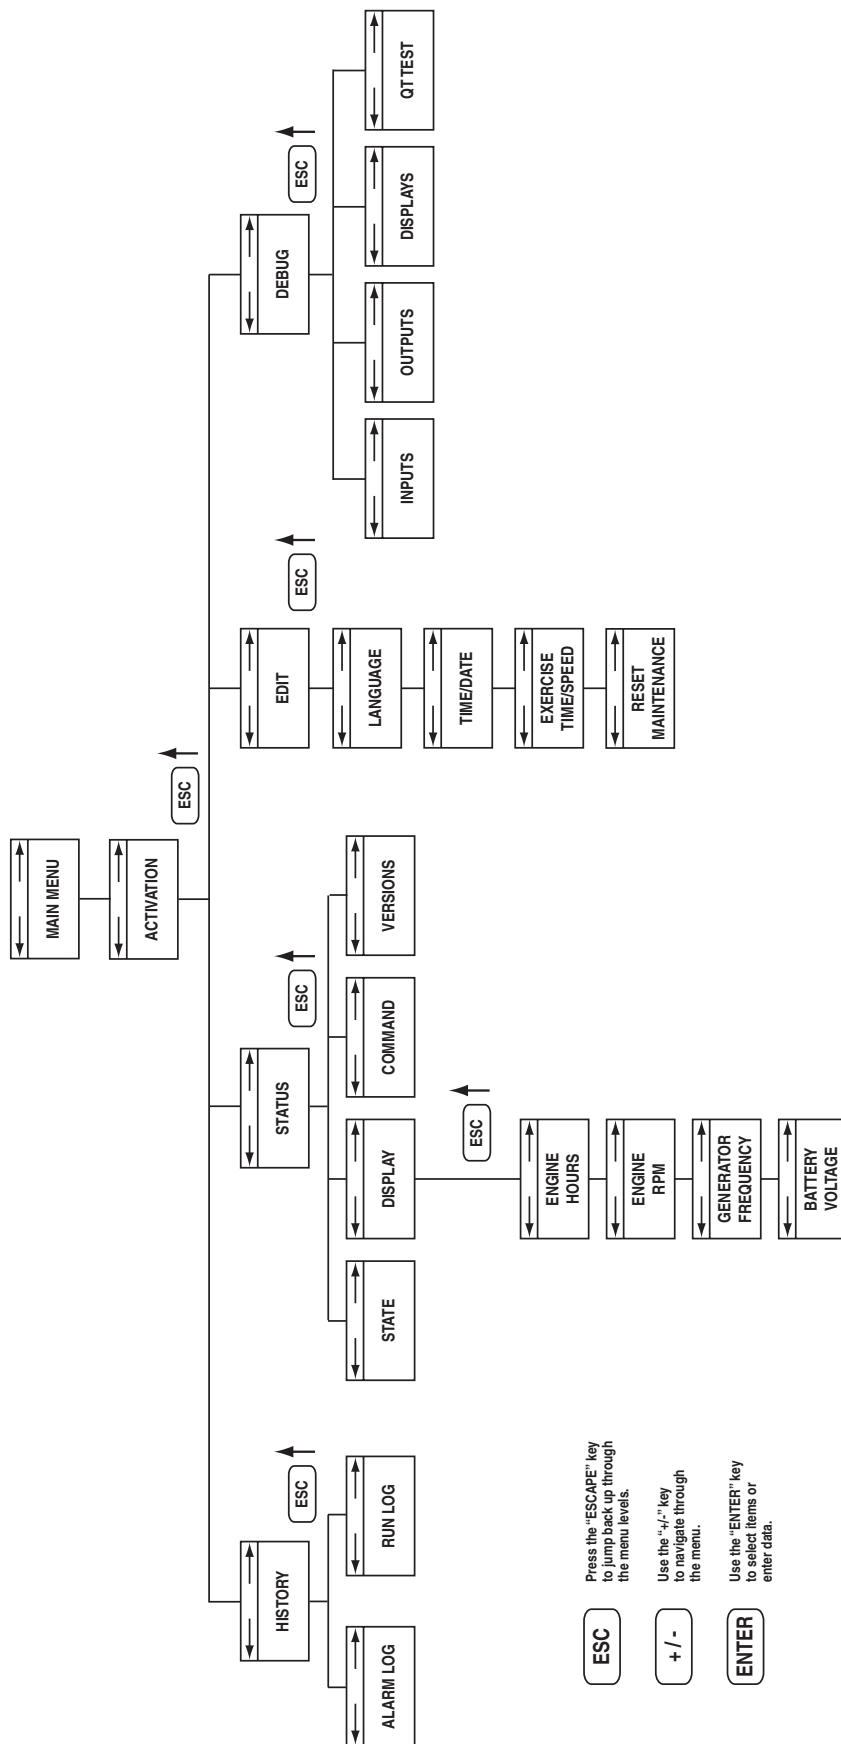 MAIN MENU
ACTIVATION
ESC
HISTORY
STATUS
EDIT
DEBUG
ESC
ESC
ESC
ESC
ALARM LOG
RUN LOG
STATE
DISPLAY
COMMAND
VERSIONS
LANGUAGE
TIME/DATE
EXERCISE
TIME/SPEED
RESET
MAINTENANCE
INPUTS
OUTPUTS
DISPLAYS
QT TEST
ESC
ENGINE
HOURS
ENGINE
RPM
GENERATOR
FREQUENCY
BATTERY
VOLTAGE
ESC
Press the “ESCAPE” key
to jump back up through
the menu levels.
+ / -
Use the “+/-” key
to navigate through
the menu.
ENTER
Use the “ENTER” key
to select items or
enter data.